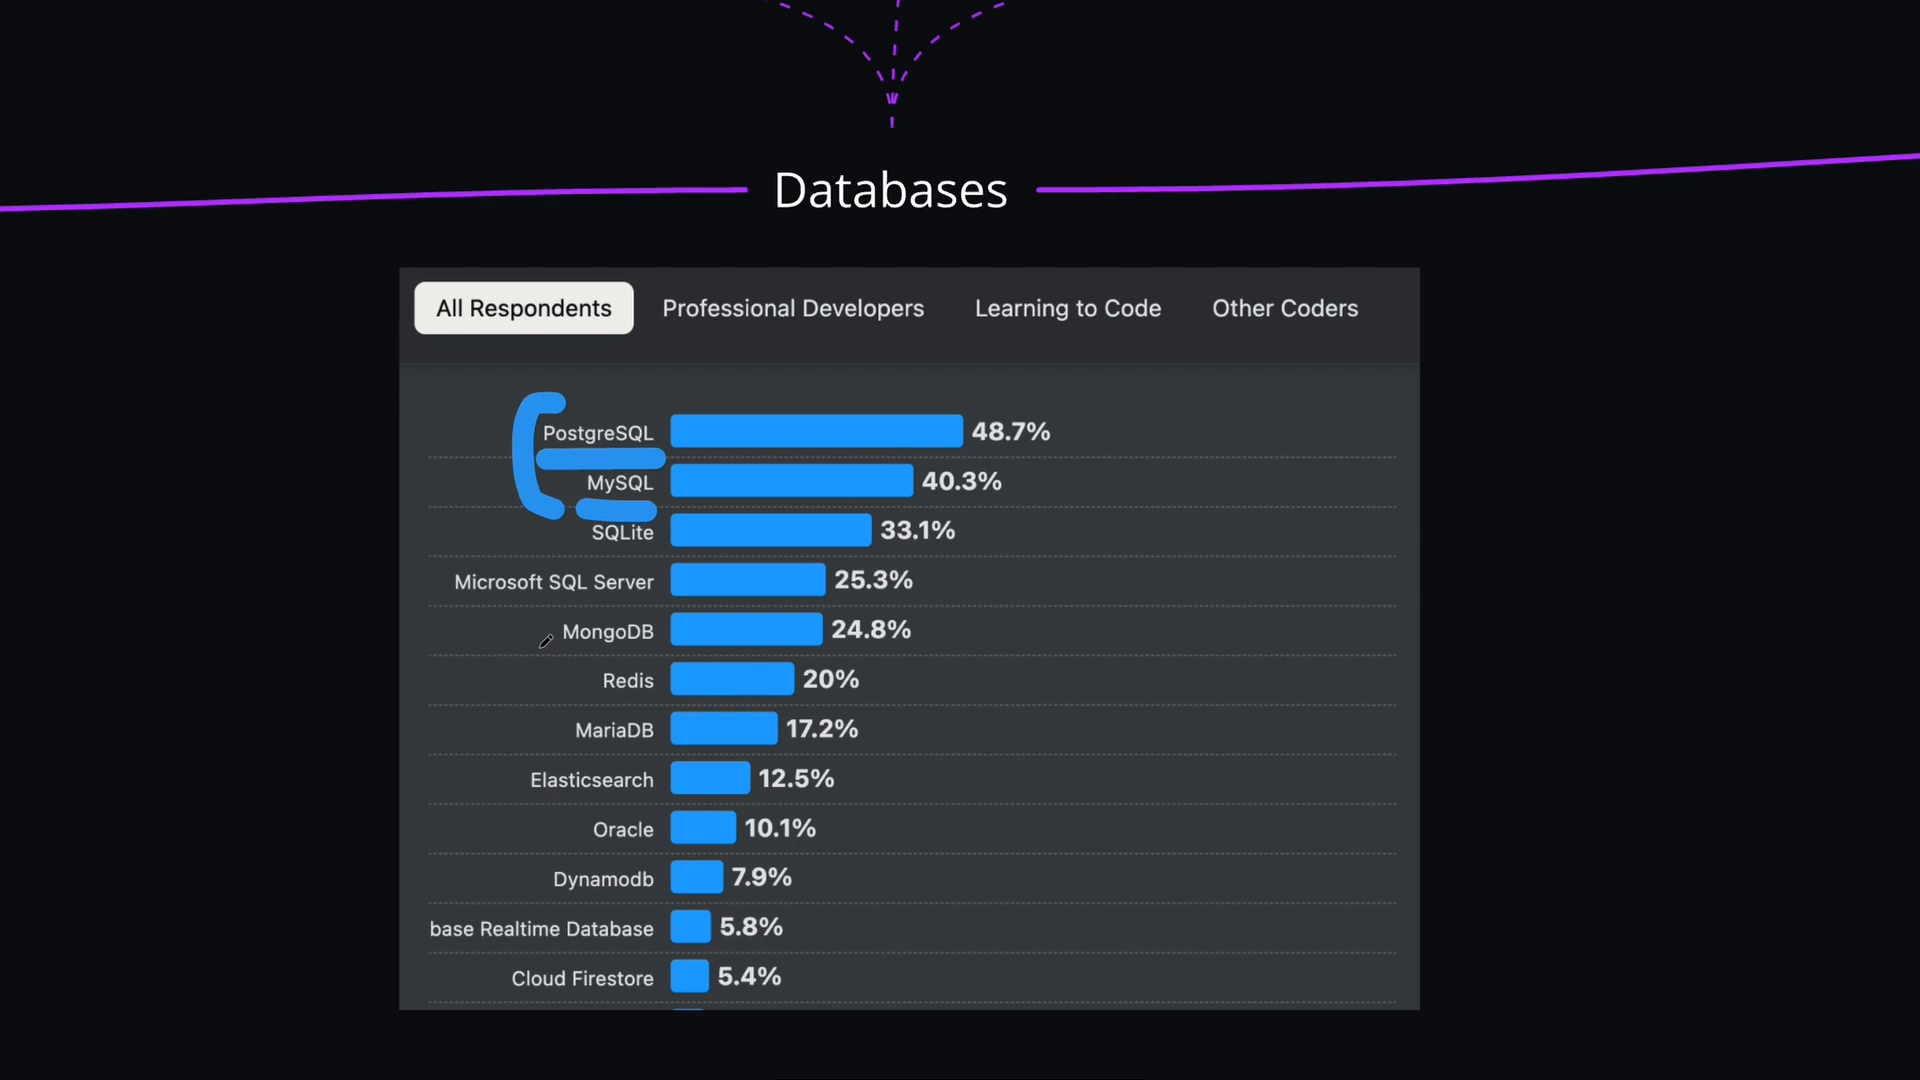 Databases
All Respondents Professional Developers Learning to Code Other Coders
PostgreSQL 48.7%
MySQL 40.3%
SQLite 33.1%
Microsoft SQL Server 25.3%
MongoDB 24.8%
Redis 20%
MariaDB 17.2%
Elasticsearch 12.5%
Oracle 10.1%
Dynamodb 7.9%
base Realtime Database 5.8%
Cloud Firestore 5.4%